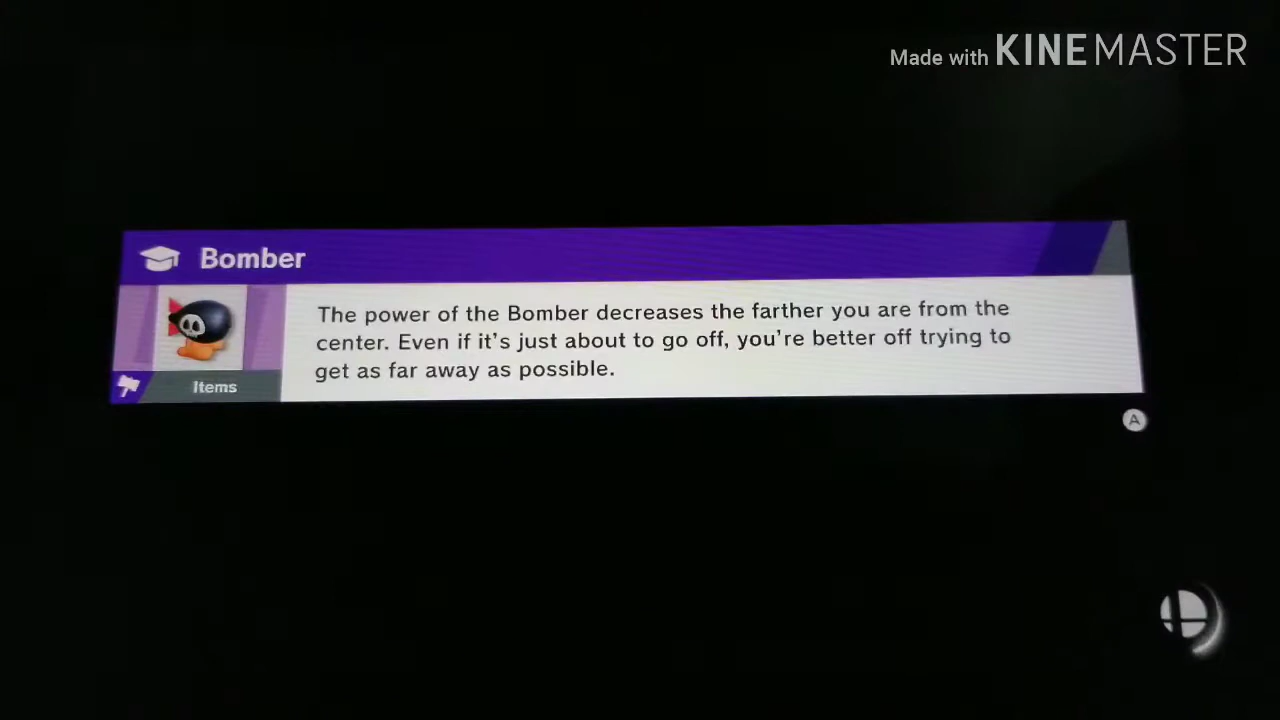 Made with KINEMASTER
Bomber
The power of the Bomber decreases the farther you are from the
center. Even if it's just about to go off, you're better off trying to
get as far away as possible.
Items
A